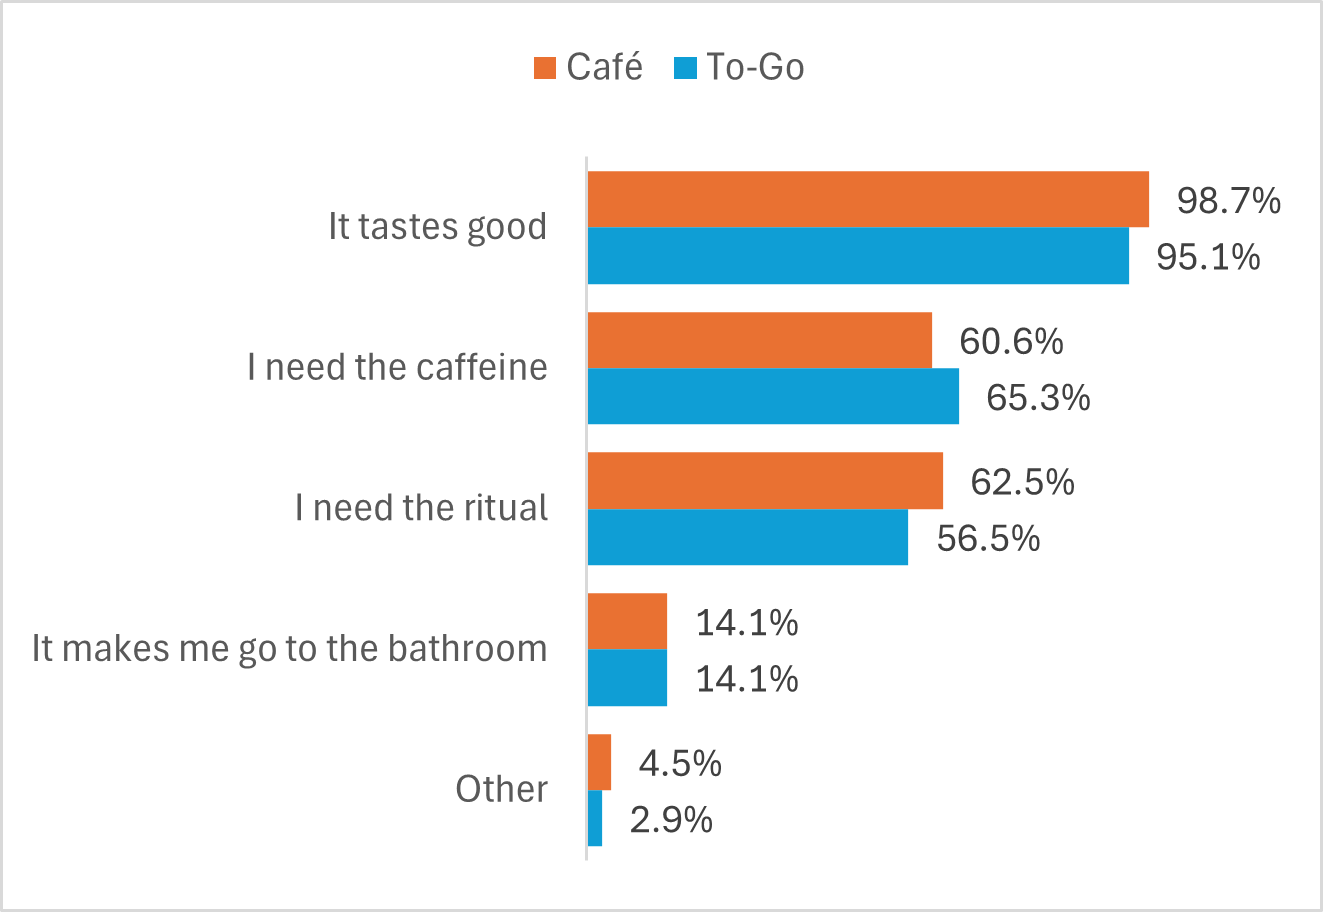 Café To-Go
It tastes good
98.7%
95.1%
I need the caffeine
60.6%
65.3%
I need the ritual
62.5%
56.5%
It makes me go to the bathroom
14.1%
14.1%
Other
4.5%
2.9%